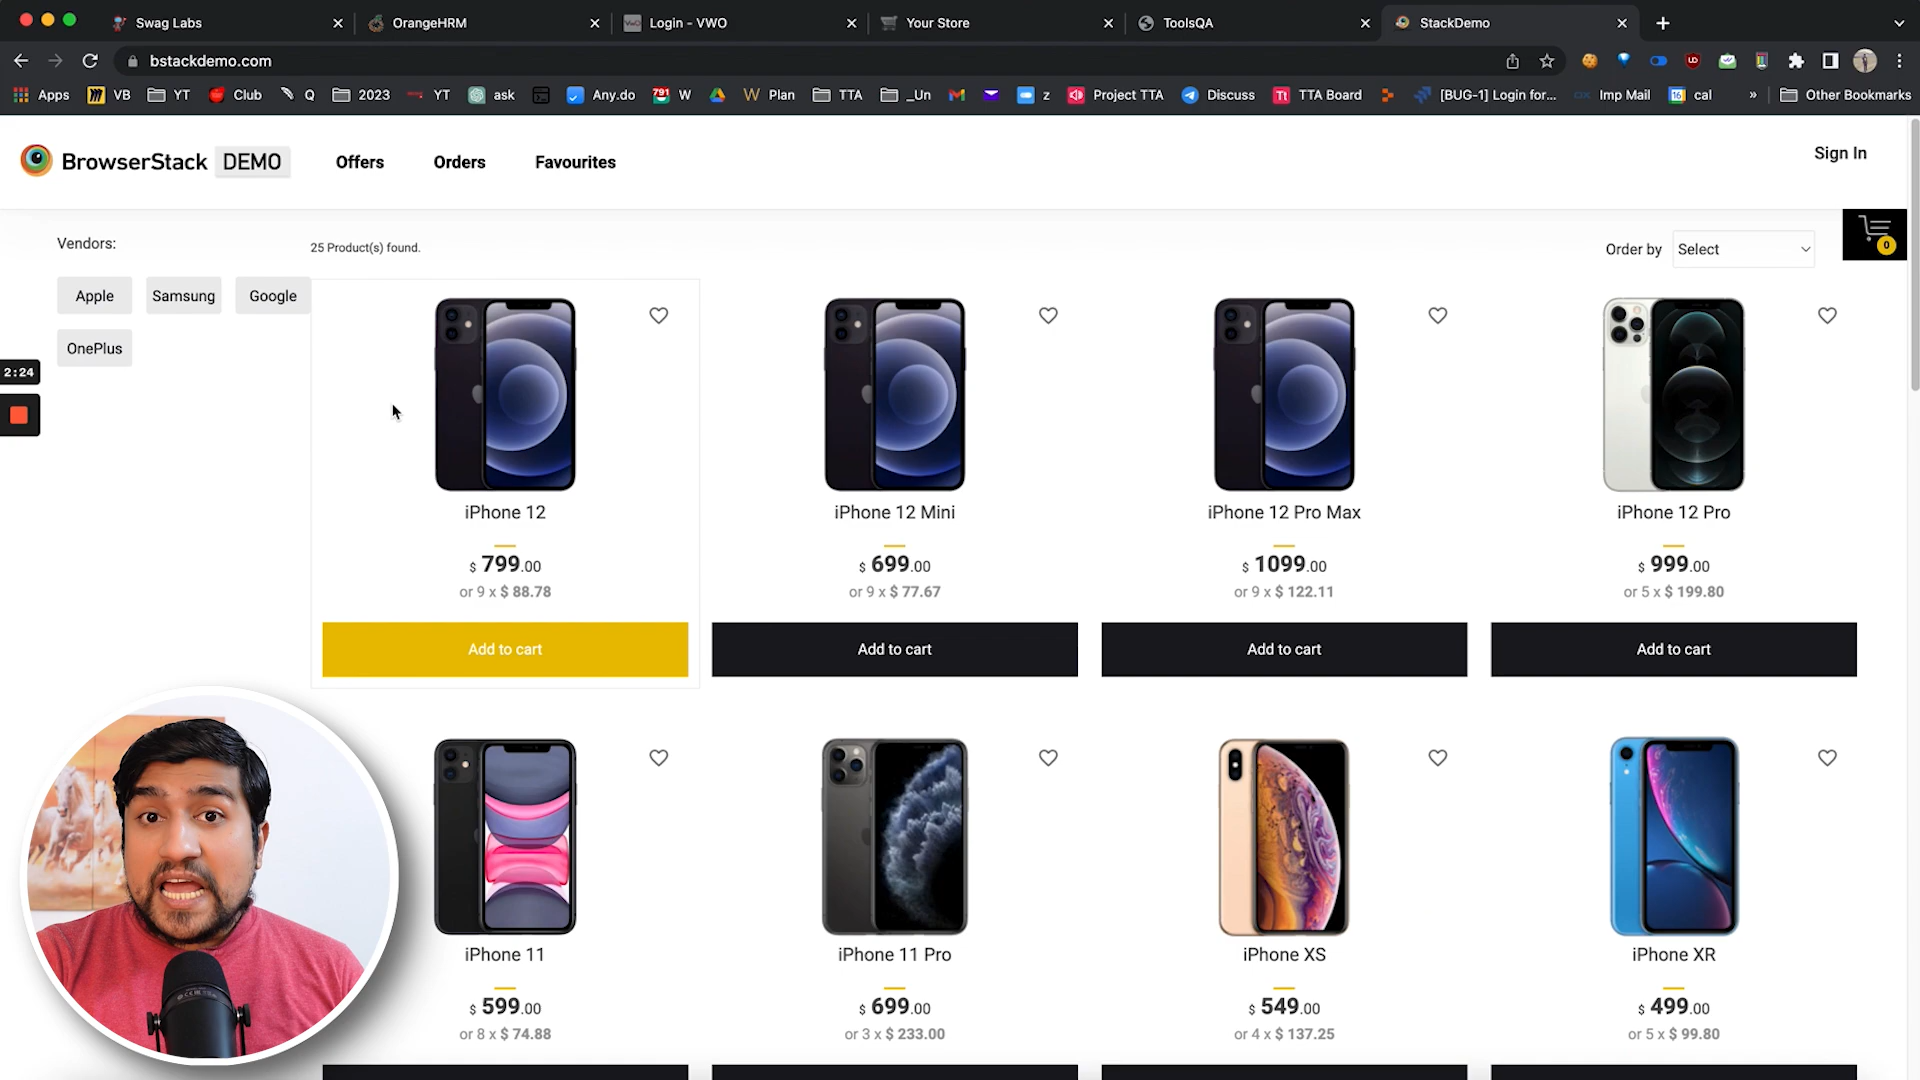 Swag Labs
OrangeHRM
Login - VWO
Your Store
ToolsQA
StackDemo
bstackdemo.com
Apps
VB
YT
Club
Q
2023
YT
ask
Any.do
791
W
Plan
TTA
_Un
z
Project TTA
Discuss
Tt
TTA Board
[BUG-1] Login for...
Imp Mail
16
cal
»
Other Bookmarks
BrowserStack DEMO
Offers
Orders
Favourites
Sign In
Vendors:
25 Product(s) found.
Order by
Select
0
Apple
Samsung
Google
OnePlus
2:24
iPhone 12
$ 799.00
or 9 x $ 88.78
Add to cart
iPhone 12 Mini
$ 699.00
or 9 x $ 77.67
Add to cart
iPhone 12 Pro Max
$ 1099.00
or 9 x $ 122.11
Add to cart
iPhone 12 Pro
$ 999.00
or 5 x $ 199.80
Add to cart
iPhone 11
$ 599.00
or 8 x $ 74.88
iPhone 11 Pro
$ 699.00
or 3 x $ 233.00
iPhone XS
$ 549.00
or 4 x $ 137.25
iPhone XR
$ 499.00
or 5 x $ 99.80